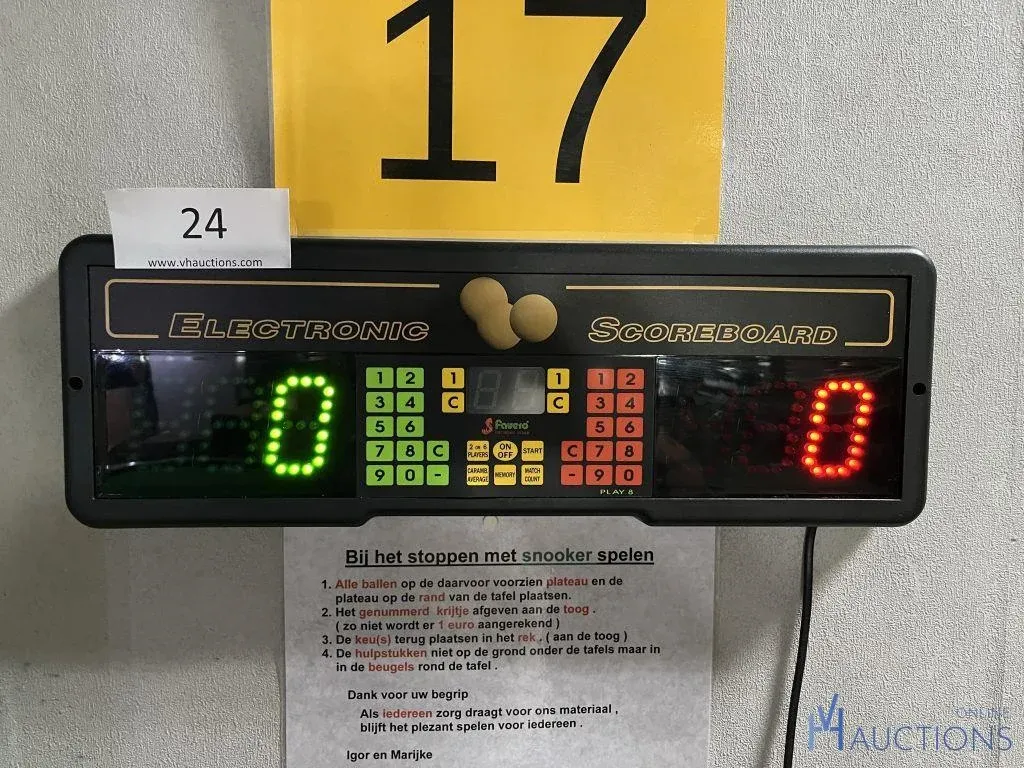 17
24
www.vhauctions.com
ELECTRONIC SCOREBOARD
0 0
1 2 1 1 1 2
3 4 C C 3 4
5 6 Favero 5 6
7 8 C 2 OR 6 PLAYERS ON OFF START C 7 8
9 0 - CARAMB. AVERAGE MEMORY MATCH COUNT - 9 0
PLAY 8
Bij het stoppen met snooker spelen
1. Alle ballen op de daarvoor voorzien plateau en de
plateau op de rand van de tafel plaatsen.
2. Het genummerd krijtje afgeven aan de toog .
( zo niet wordt er 1 euro aangerekend )
3. De keu(s) terug plaatsen in het rek . ( aan de toog )
4. De hulpstukken niet op de grond onder de tafels maar in
in de beugels rond de tafel .
Dank voor uw begrip
Als iedereen zorg draagt voor ons materiaal ,
blijft het plezant spelen voor iedereen .
Igor en Marijke
VH ONLINE
AUCTIONS